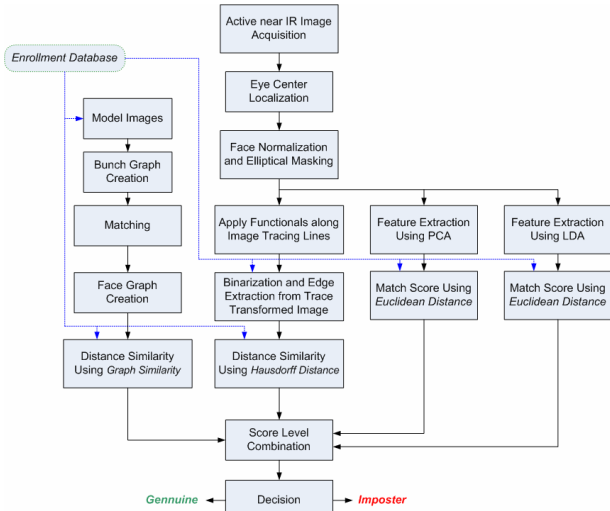 Active near IR Image
Acquisition
Enrollment Database
Eye Center
Localization
Model Images
Face Normalization
and Elliptical Masking
Bunch Graph
Creation
Matching
Apply Functionals along
Image Tracing Lines
Feature Extraction
Using PCA
Feature Extraction
Using LDA
Face Graph
Creation
Binarization and Edge
Extraction from Trace
Transformed Image
Match Score Using
Euclidean Distance
Match Score Using
Euclidean Distance
Distance Similarity
Using Graph Similarity
Distance Similarity
Using Hausdorff Distance
Score Level
Combination
Gennuine
Decision
Imposter